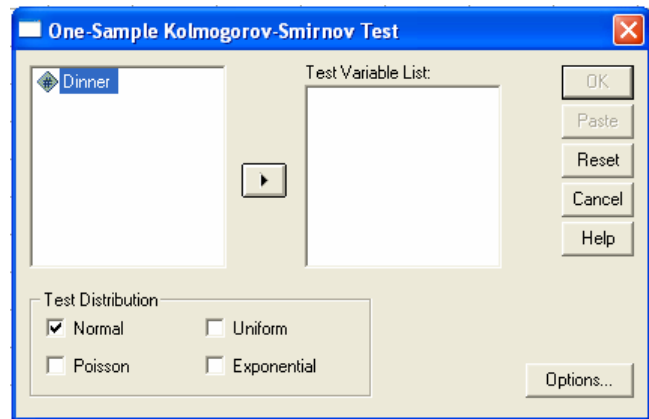 One-Sample Kolmogorov-Smirnov Test
Dinner
Test Variable List:
OK
Paste
Reset
Cancel
Help
Test Distribution
Normal
Uniform
Poisson
Exponential
Options...